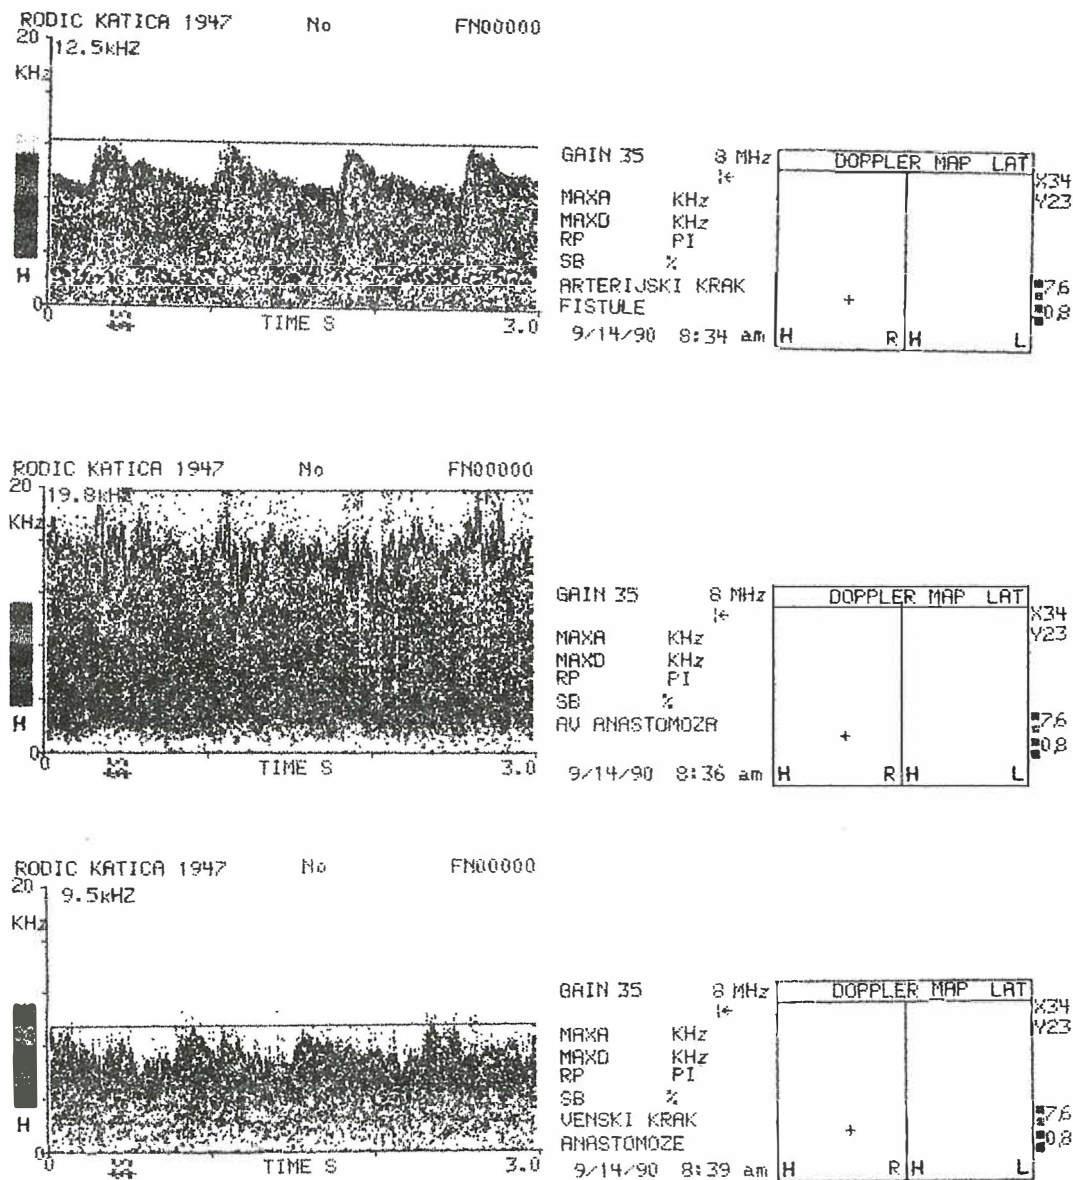 RODIC KATICA 1947 No FN00000
20
12.5kHZ
KHz
H
0 TIME S 3.0
GAIN 35 8 MHz
MAXA KHz
MAXD KHz
RP PI
SB %
ARTERIJSKI KRAK
FISTULE
9/14/90 8:34 am
DOPPLER MAP LAT
X34
Y23
7,6
0,8
H R H L
RODIC KATICA 1947 No FN00000
20
19.8kHZ
KHz
H
0 TIME S 3.0
GAIN 35 8 MHz
MAXA KHz
MAXD KHz
RP PI
SB %
AV ANASTOMOZA
9/14/90 8:36 am
DOPPLER MAP LAT
X34
Y23
7,6
0,8
H R H L
RODIC KATICA 1947 No FN00000
20
9.5kHZ
KHz
H
0 TIME S 3.0
GAIN 35 8 MHz
MAXA KHz
MAXD KHz
RP PI
SB %
VENSKI KRAK
ANASTOMOZE
9/14/90 8:39 am
DOPPLER MAP LAT
X34
Y23
7,6
0,8
H R H L